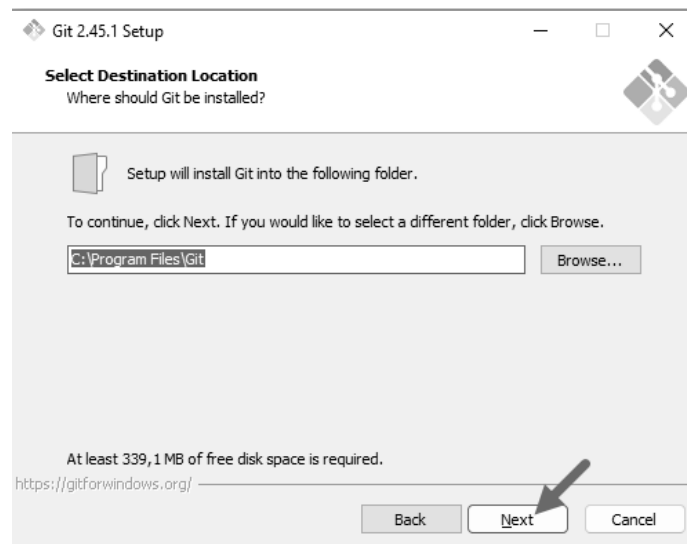 Git 2.45.1 Setup
Select Destination Location
Where should Git be installed?
Setup will install Git into the following folder.
To continue, click Next. If you would like to select a different folder, click Browse.
C:\Program Files\Git
Browse...
At least 339,1 MB of free disk space is required.
https://gitforwindows.org/
Back Next Cancel